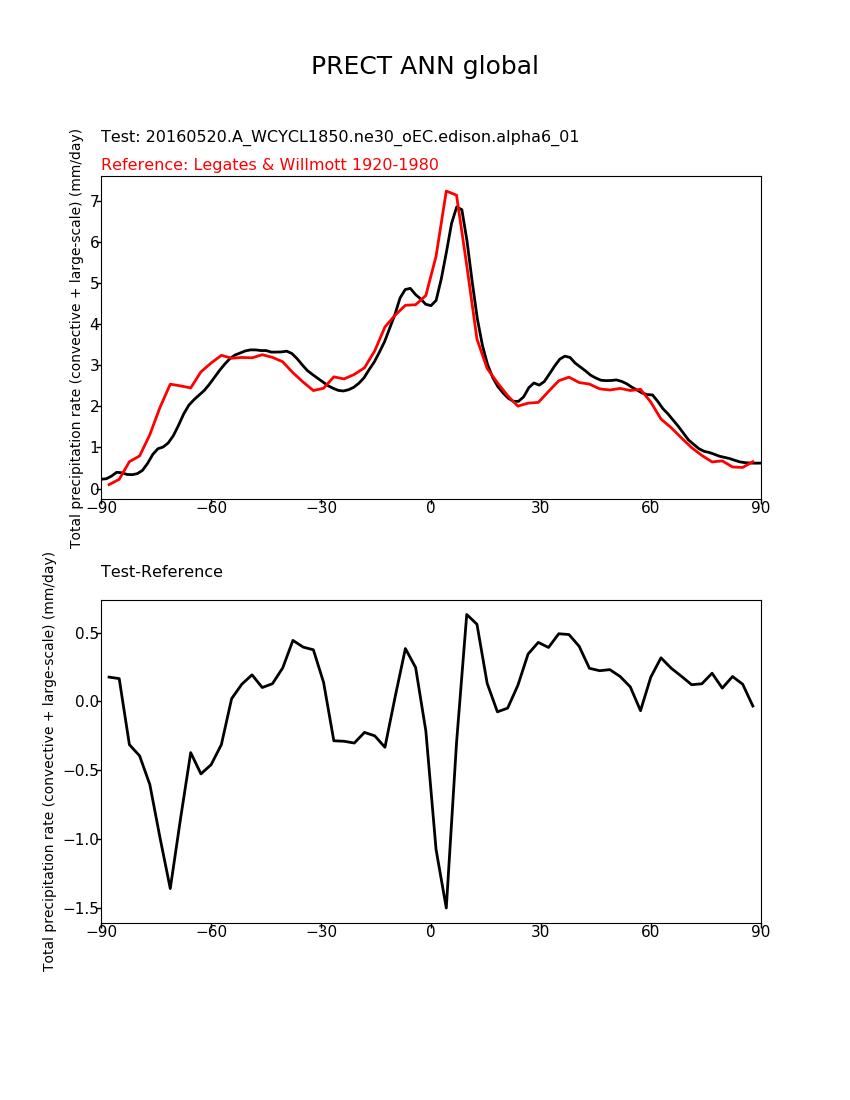 PRECT ANN global
Test: 20160520.A_WCYCL1850.ne30_oEC.edison.alpha6_01
Reference: Legates & Willmott 1920-1980
Total precipitation rate (convective + large-scale) (mm/day)
7
6
5
4
3
2
1
0
−90 −60 −30 0 30 60 90
Test-Reference
Total precipitation rate (convective + large-scale) (mm/day)
0.5
0.0
−0.5
−1.0
−1.5
−90 −60 −30 0 30 60 90